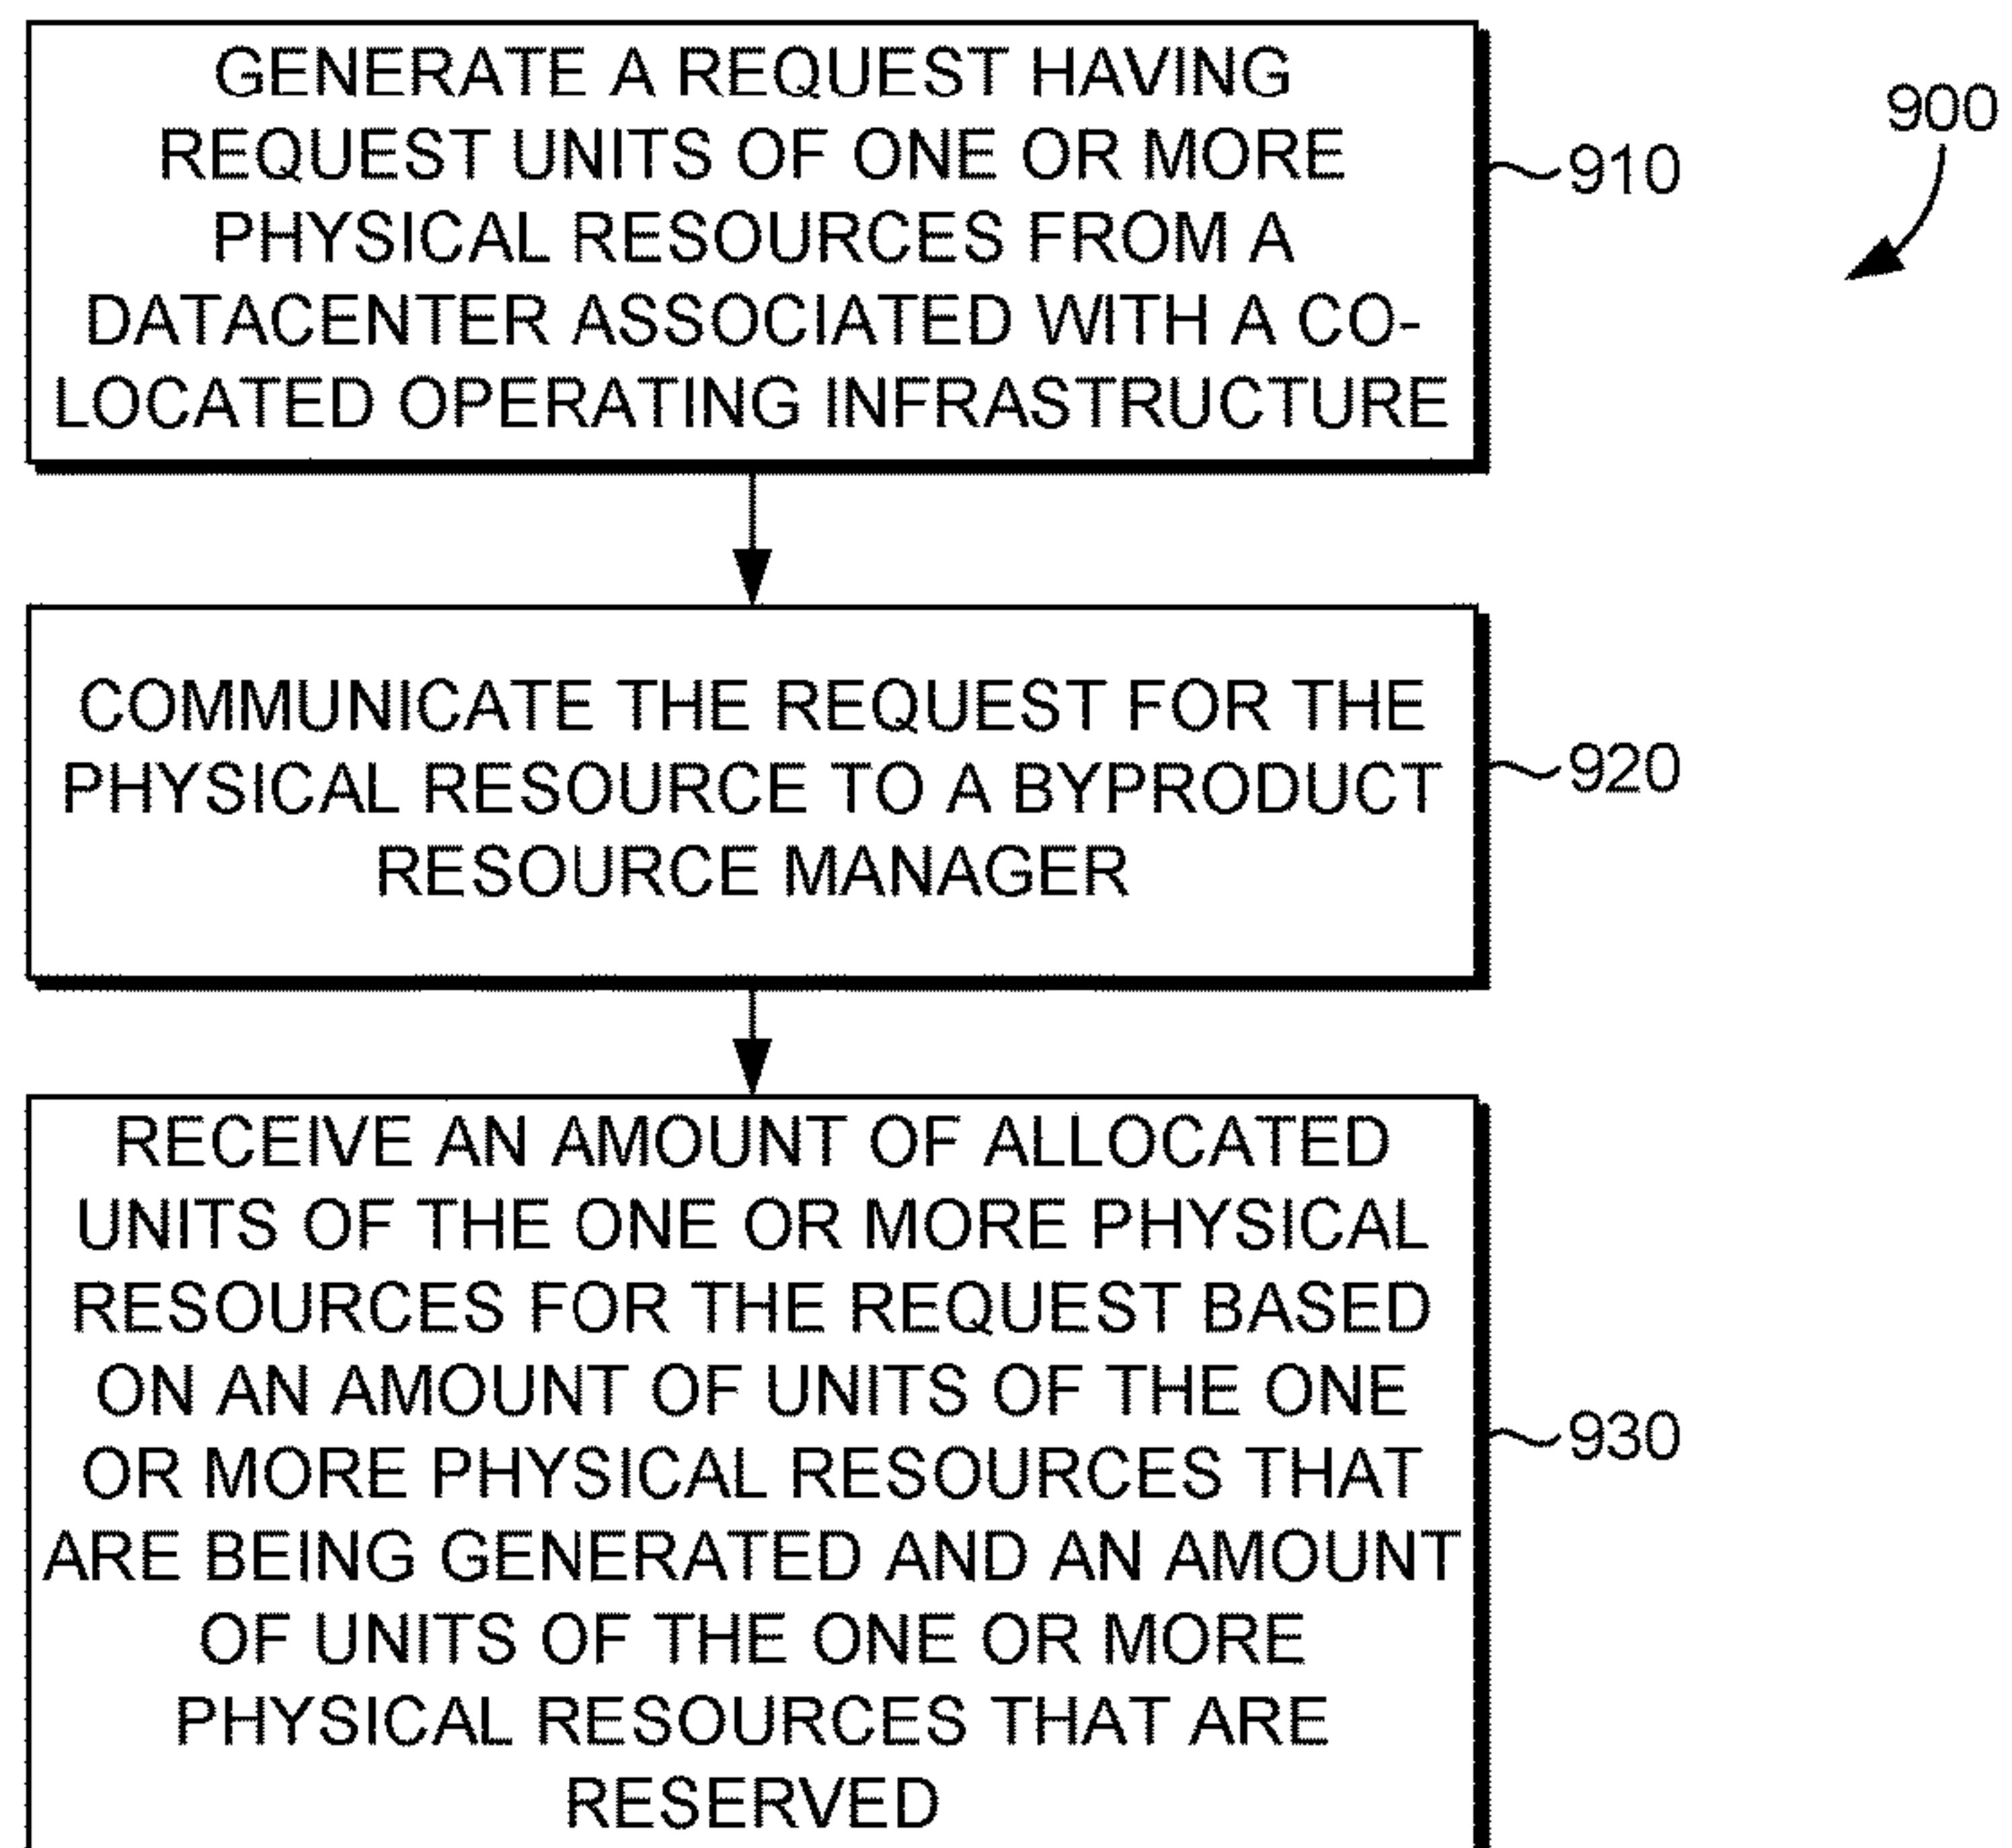 GENERATE A REQUEST HAVING
REQUEST UNITS OF ONE OR MORE
PHYSICAL RESOURCES FROM A
DATACENTER ASSOCIATED WITH A CO-
LOCATED OPERATING INFRASTRUCTURE
910
900
COMMUNICATE THE REQUEST FOR THE
PHYSICAL RESOURCE TO A BYPRODUCT
RESOURCE MANAGER
920
RECEIVE AN AMOUNT OF ALLOCATED
UNITS OF THE ONE OR MORE PHYSICAL
RESOURCES FOR THE REQUEST BASED
ON AN AMOUNT OF UNITS OF THE ONE
OR MORE PHYSICAL RESOURCES THAT
ARE BEING GENERATED AND AN AMOUNT
OF UNITS OF THE ONE OR MORE
PHYSICAL RESOURCES THAT ARE
RESERVED
930